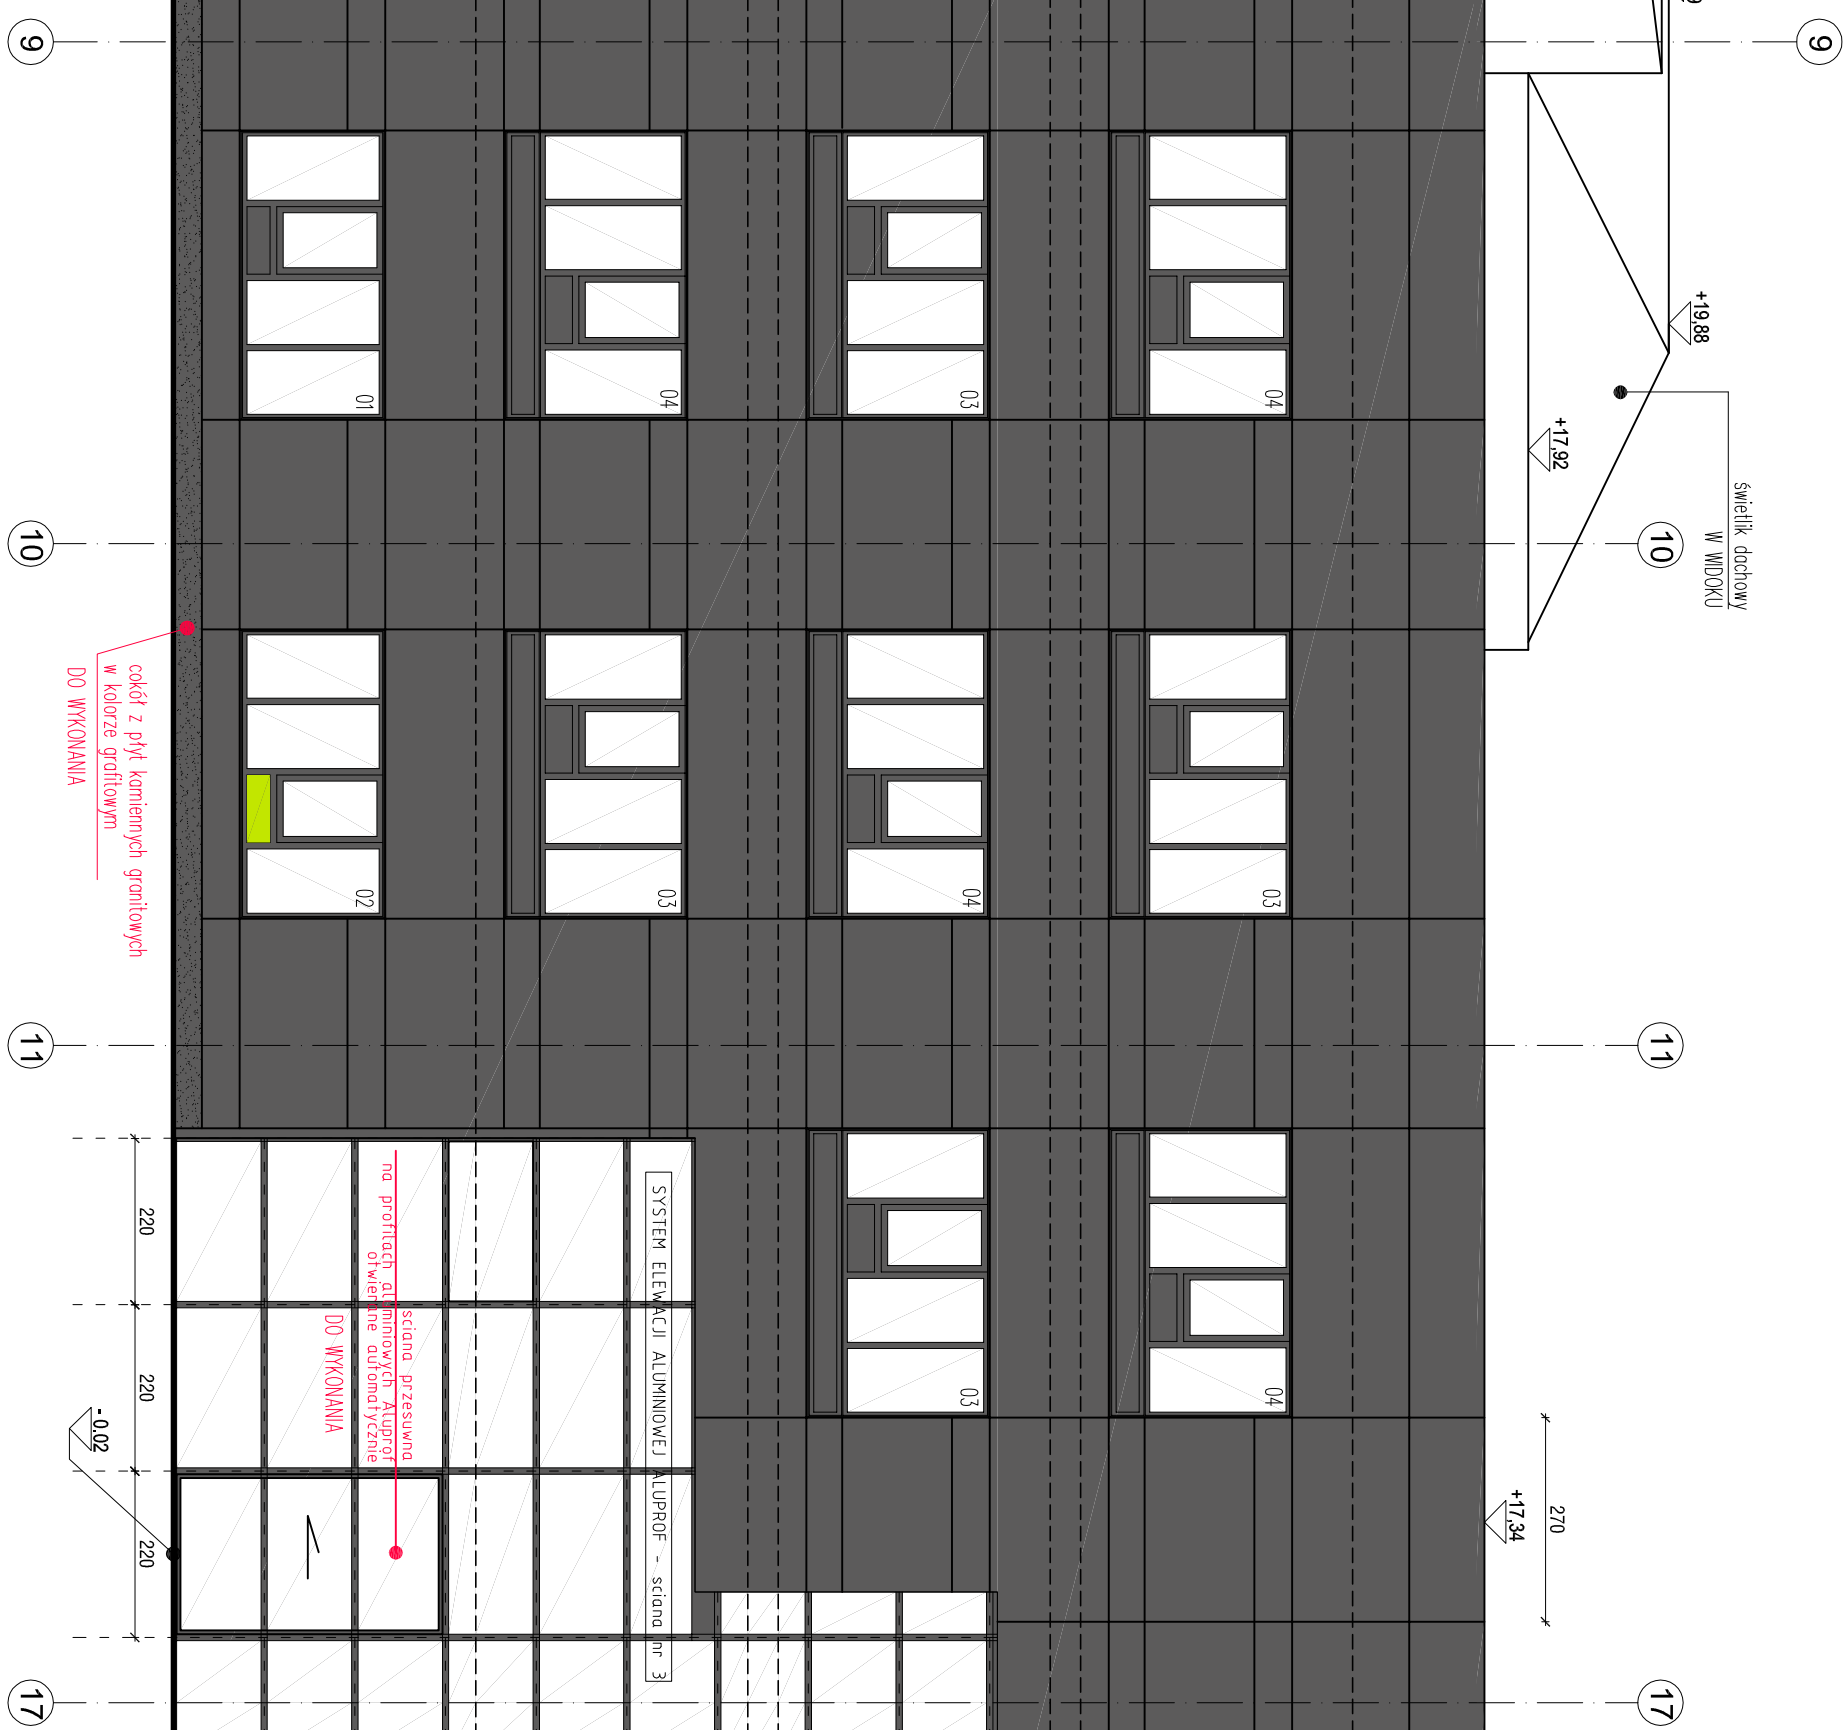 9
9
+19,88
świetlik dachowy
W WIDOKU
+17,92
10
10
01
04
03
04
cokół z płyt kamiennych granitowych
w kolorze grafitowym
DO WYKONANIA
02
03
04
03
11
11
03
04
270
+17,34
SYSTEM ELEWACJI ALUMINIOWEJ ALUPROF - sciana nr 3
sciana przesuwna
na profilach aluminiowych Aluprof
otwierane automatycznie
DO WYKONANIA
220
220
220
-0.02
17
17